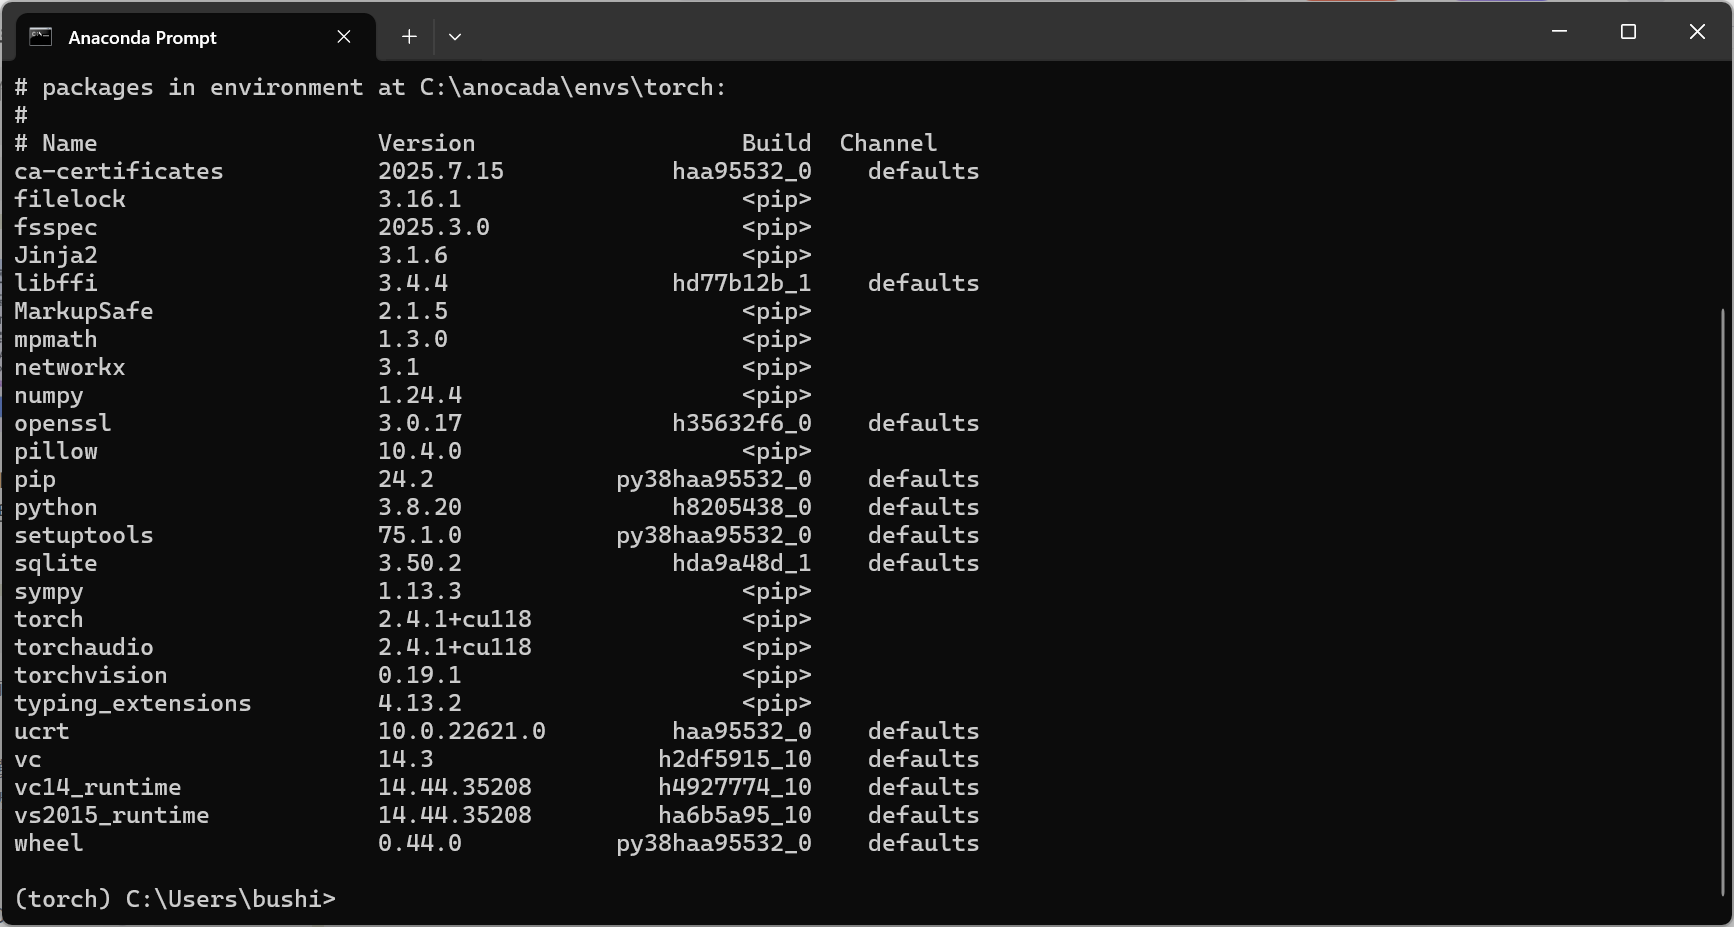 Anaconda Prompt
# packages in environment at C:\anocada\envs\torch:
#
# Name                    Version                   Build  Channel
ca-certificates           2025.7.15            haa95532_0    defaults
filelock                  3.16.1                    <pip>
fsspec                    2025.3.0                  <pip>
Jinja2                    3.1.6                     <pip>
libffi                    3.4.4                hd77b12b_1    defaults
MarkupSafe                2.1.5                     <pip>
mpmath                    1.3.0                     <pip>
networkx                  3.1                       <pip>
numpy                     1.24.4                    <pip>
openssl                   3.0.17               h35632f6_0    defaults
pillow                    10.4.0                    <pip>
pip                       24.2             py38haa95532_0    defaults
python                    3.8.20               h8205438_0    defaults
setuptools                75.1.0           py38haa95532_0    defaults
sqlite                    3.50.2               hda9a48d_1    defaults
sympy                     1.13.3                    <pip>
torch                     2.4.1+cu118               <pip>
torchaudio                2.4.1+cu118               <pip>
torchvision               0.19.1                    <pip>
typing_extensions         4.13.2                    <pip>
ucrt                      10.0.22621.0         haa95532_0    defaults
vc                        14.3                h2df5915_10    defaults
vc14_runtime              14.44.35208         h4927774_10    defaults
vs2015_runtime            14.44.35208         ha6b5a95_10    defaults
wheel                     0.44.0           py38haa95532_0    defaults
(torch) C:\Users\bushi>